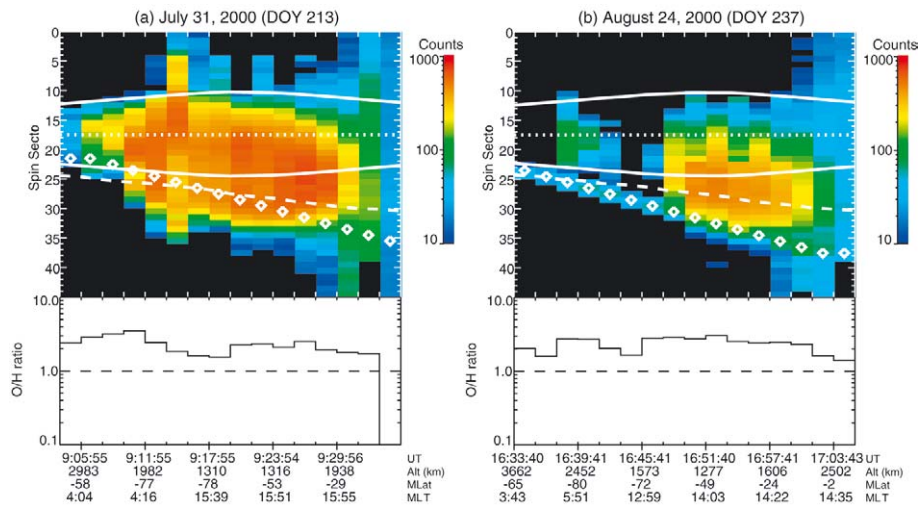 (a) July 31, 2000 (DOY 213)
(b) August 24, 2000 (DOY 237)
Counts
1000
100
10
Counts
1000
100
10
Spin Secto
0
5
10
15
20
25
30
35
40
Spin Secto
0
5
10
15
20
25
30
35
40
O/H ratio
10.0
1.0
0.1
O/H ratio
10.0
1.0
0.1
9:05:55 9:11:55 9:17:55 9:23:54 9:29:56 UT
2983 1982 1310 1316 1938 Alt (km)
-58 -77 -78 -53 -29 MLat
4:04 4:16 15:39 15:51 15:55 MLT
16:33:40 16:39:41 16:45:41 16:51:40 16:57:41 17:03:43 UT
3662 2452 1573 1277 1606 2502 Alt (km)
-65 -80 -72 -49 -24 -2 MLat
3:43 5:51 12:59 14:03 14:22 14:35 MLT